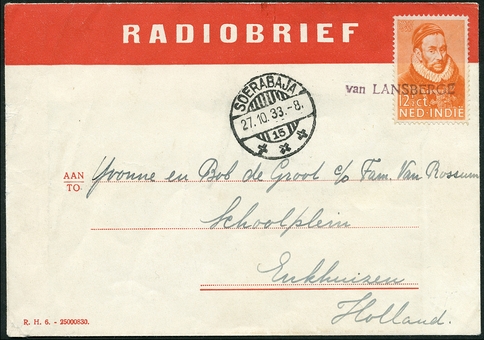 RADIOBRIEF
van LANSBERGE
12½ ct.
NED-INDIË
SOERABAJA
27.10.33.-8.
15
AAN
TO
Yvonne en Bob de Groot c/o Fam. Van Rossum
Schoolplein
Enkhuizen
Holland.
R. H. 6. - 25000830.